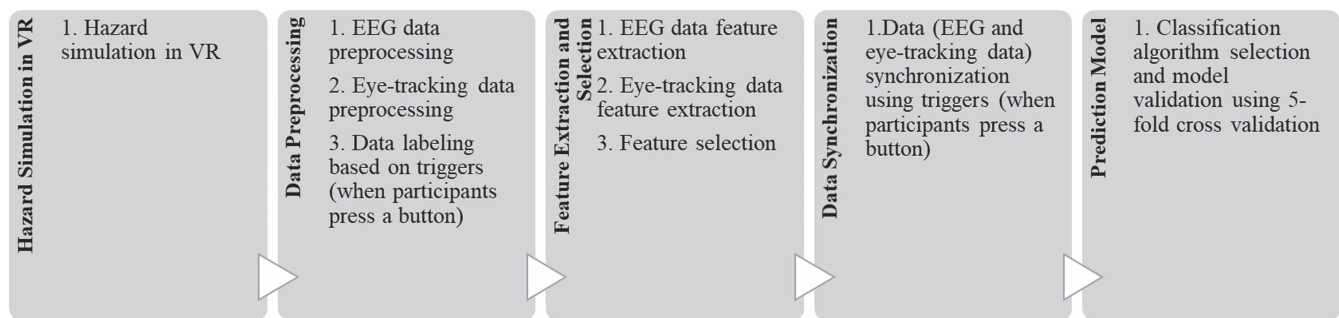 Hazard Simulation in VR
1. Hazard
simulation in VR
Data Preprocessing
1. EEG data
preprocessing
2. Eye-tracking data
preprocessing
3. Data labeling
based on triggers
(when participants
press a button)
Feature Extraction and
Selection
1. EEG data feature
extraction
2. Eye-tracking data
feature extraction
3. Feature selection
Data Synchronization
1.Data (EEG and
eye-tracking data)
synchronization
using triggers (when
participants press a
button)
Prediction Model
1. Classification
algorithm selection
and model
validation using 5-
fold cross validation